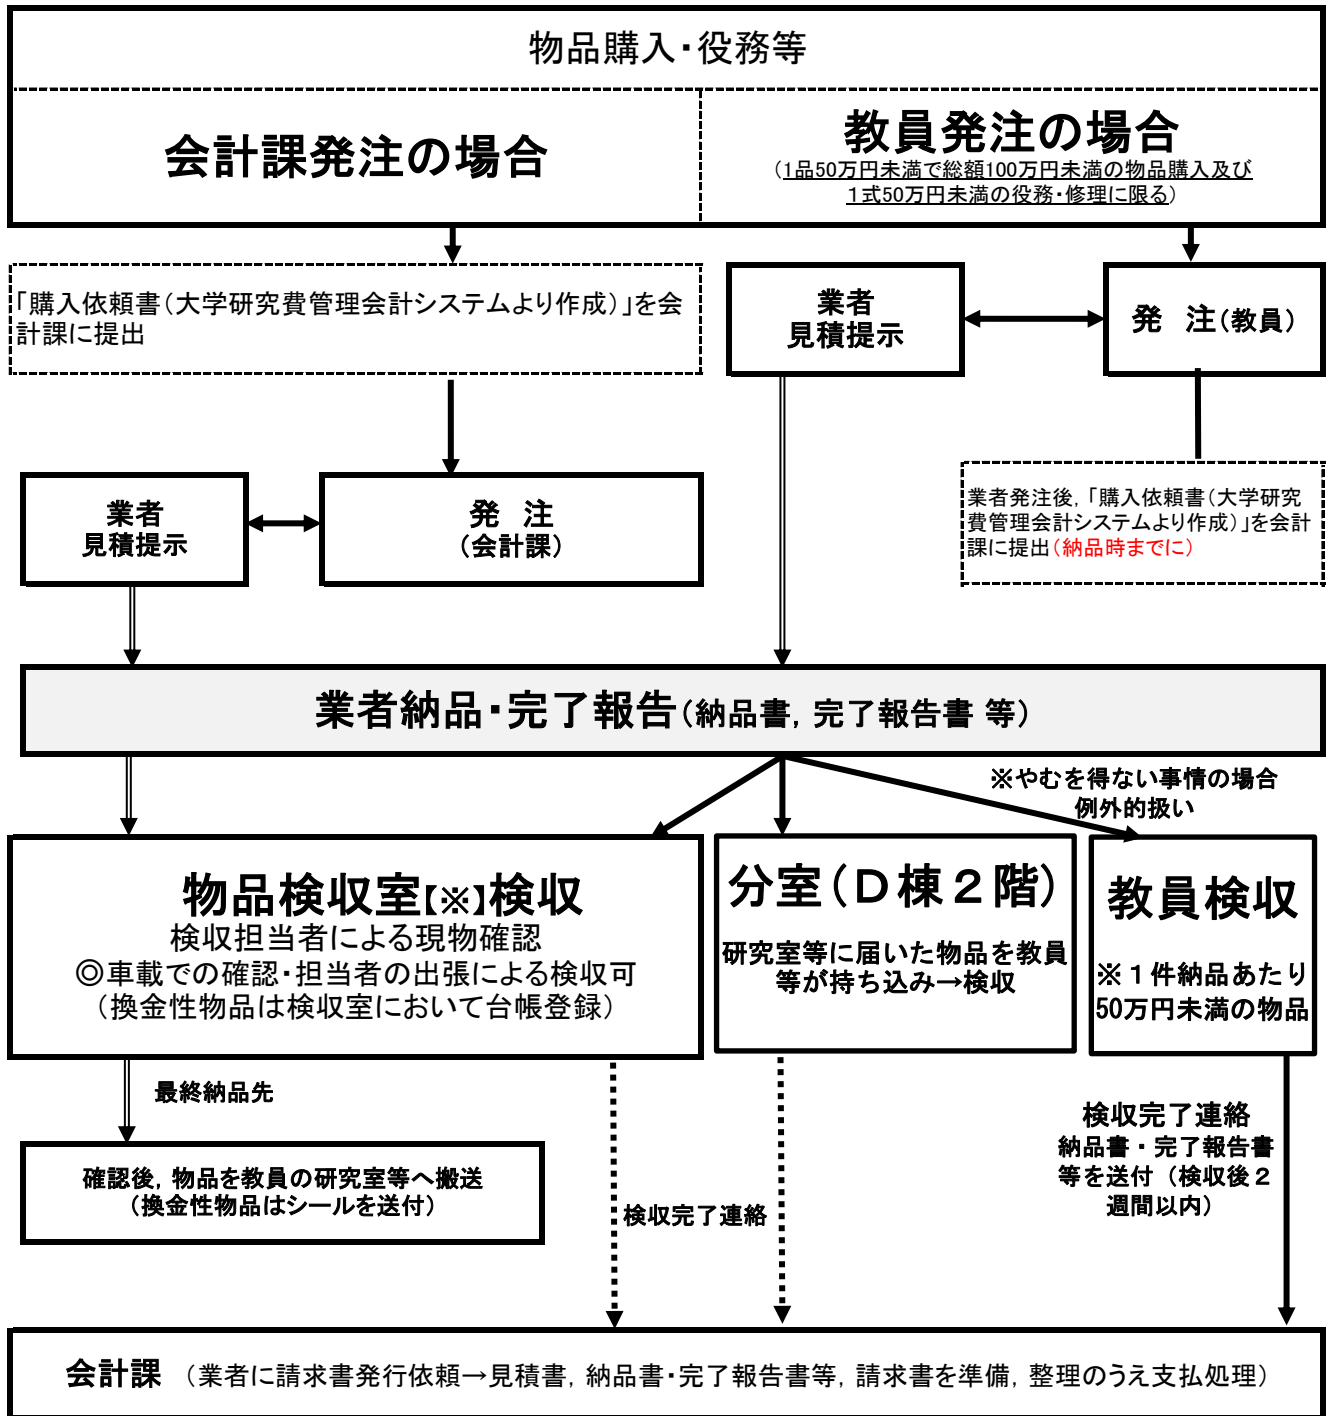 物品購入・役務等
会計課発注の場合
教員発注の場合
（1品50万円未満で総額100万円未満の物品購入及び
１式50万円未満の役務・修理に限る）
「購入依頼書（大学研究費管理会計システムより作成）」を会
計課に提出
業者
見積提示
発　注（教員）
業者
見積提示
発　注
（会計課）
業者発注後，「購入依頼書（大学研究
費管理会計システムより作成）」を会計
課に提出（納品時までに）
業者納品・完了報告（納品書，完了報告書 等）
※やむを得ない事情の場合
例外的扱い
物品検収室【※】検収
検収担当者による現物確認
◎車載での確認・担当者の出張による検収可
（換金性物品は検収室において台帳登録）
分室（Ｄ棟２階）
研究室等に届いた物品を教員
等が持ち込み→検収
教員検収
※１件納品あたり
50万円未満の物品
最終納品先
確認後，物品を教員の研究室等へ搬送
（換金性物品はシールを送付）
検収完了連絡
検収完了連絡
納品書・完了報告書
等を送付（検収後２
週間以内）
会計課　（業者に請求書発行依頼→見積書，納品書・完了報告書等，請求書を準備，整理のうえ支払処理）